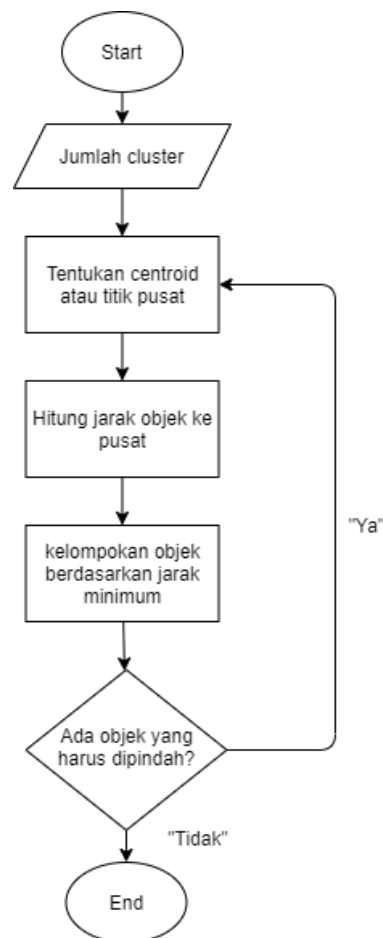 Start
Jumlah cluster
Tentukan centroid
atau titik pusat
Hitung jarak objek ke
pusat
kelompokan objek
berdasarkan jarak
minimum
"Ya"
Ada objek yang
harus dipindah?
"Tidak"
End